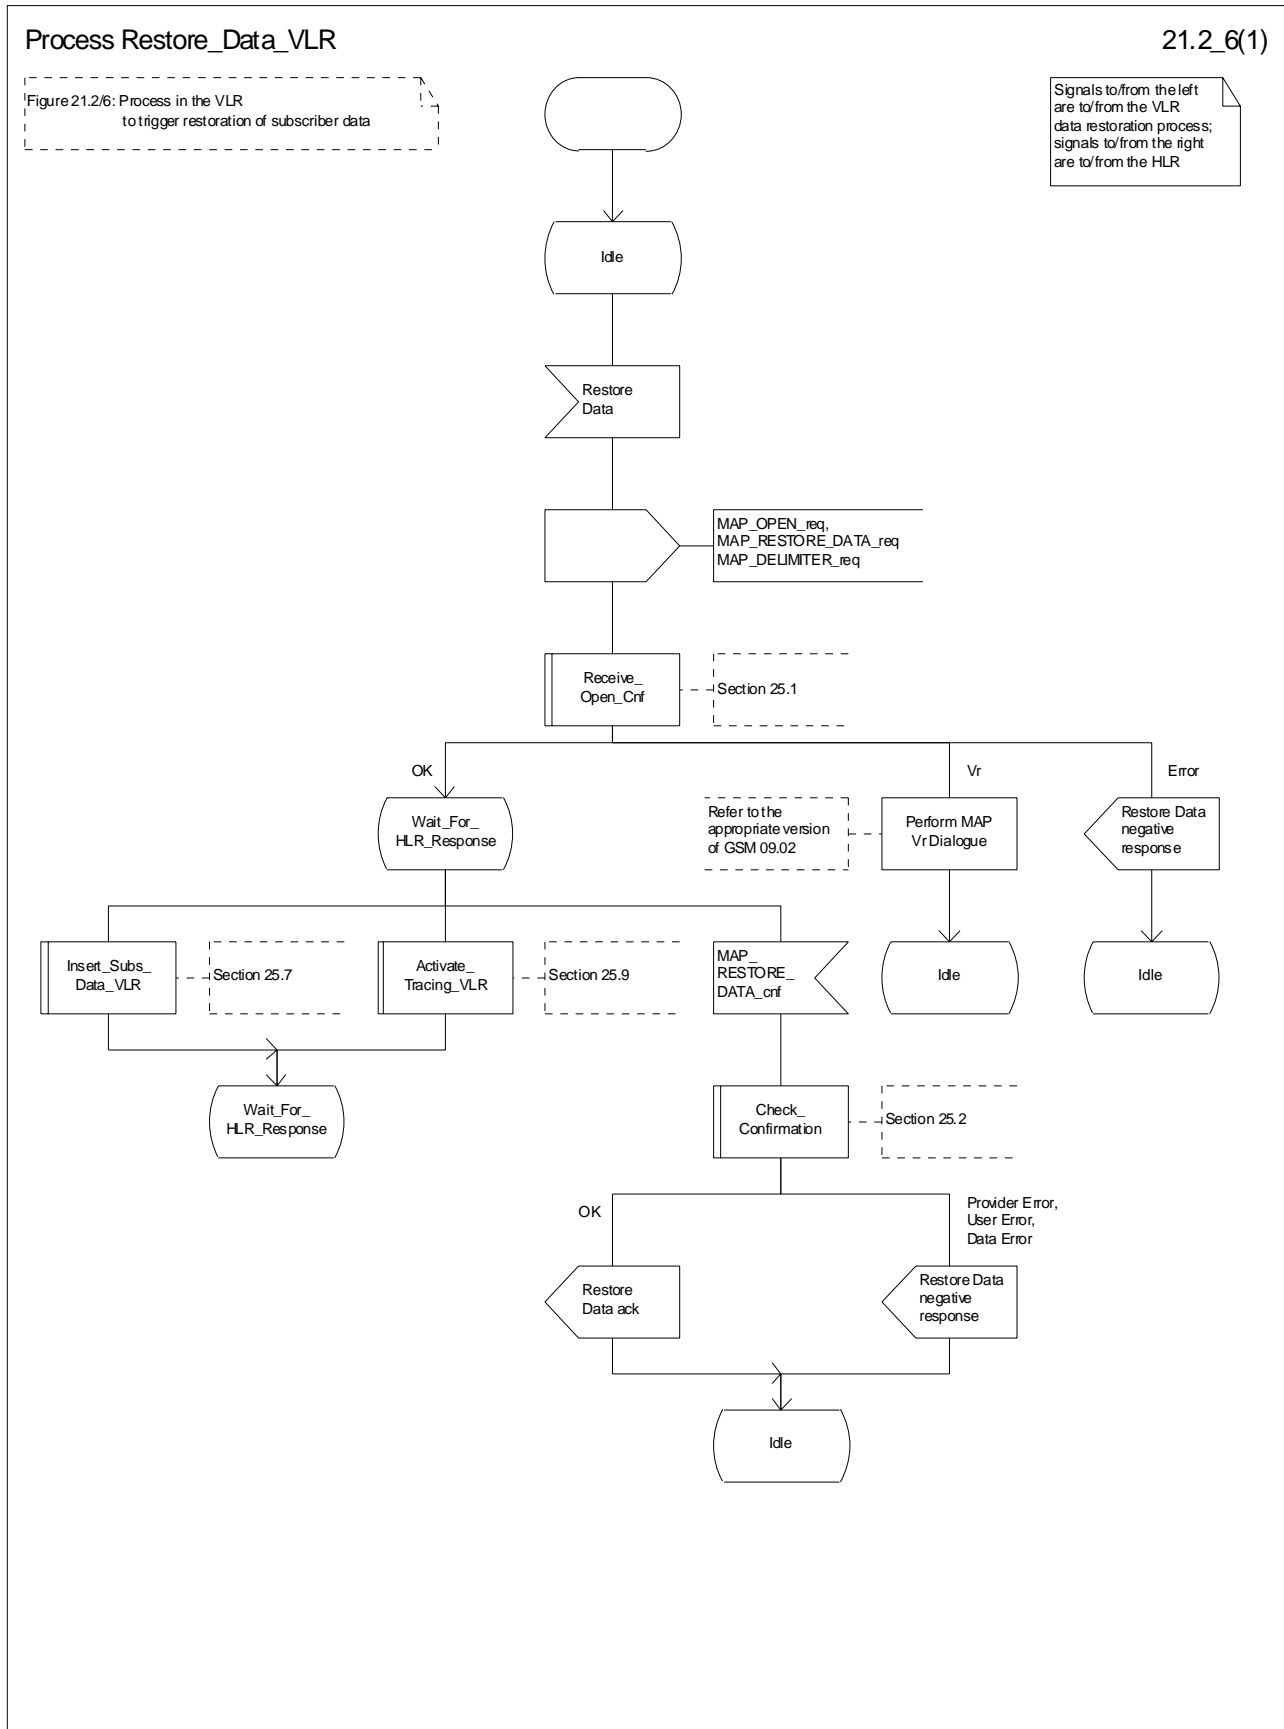 Process Restore_Data_VLR
21.2_6(1)
Figure 21.2/6: Process in the VLR
to trigger restoration of subscriber data
Signals to/from the left
are to/from the VLR
data restoration process;
signals to/from the right
are to/from the HLR
Idle
Restore
Data
MAP_OPEN_req,
MAP_RESTORE_DATA_req
MAP_DELIMITER_req
Receive_
Open_Cnf
Section 25.1
OK
Vr
Error
Wait_For_
HLR_Response
Refer to the
appropriate version
of GSM 09.02
Perform MAP
Vr Dialogue
Restore Data
negative
response
Insert_Subs_
Data_VLR
Section 25.7
Activate_
Tracing_VLR
Section 25.9
MAP_
RESTORE_
DATA_cnf
Idle
Idle
Wait_For_
HLR_Response
Check_
Confirmation
Section 25.2
OK
Provider Error,
User Error,
Data Error
Restore
Data ack
Restore Data
negative
response
Idle